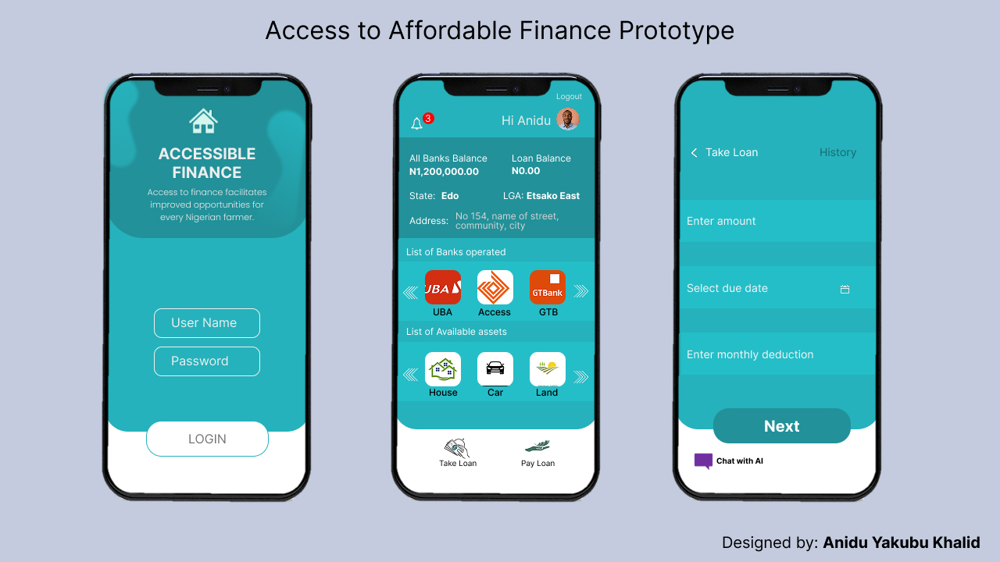 Access to Affordable Finance Prototype
ACCESSIBLE
FINANCE
Access to finance facilitates
improved opportunities for
every Nigerian farmer.
User Name
Password
LOGIN
Logout
3
Hi Anidu
All Banks Balance
N1,200,000.00
Loan Balance
N0.00
State: Edo
LGA: Etsako East
Address: No 154, name of street,
community, city
List of Banks operated
UBA
GTBank
UBA
Access
GTB
List of Available assets
House
Car
Land
Take Loan
Pay Loan
Take Loan
History
Enter amount
Select due date
Enter monthly deduction
Next
Chat with AI
Designed by: Anidu Yakubu Khalid